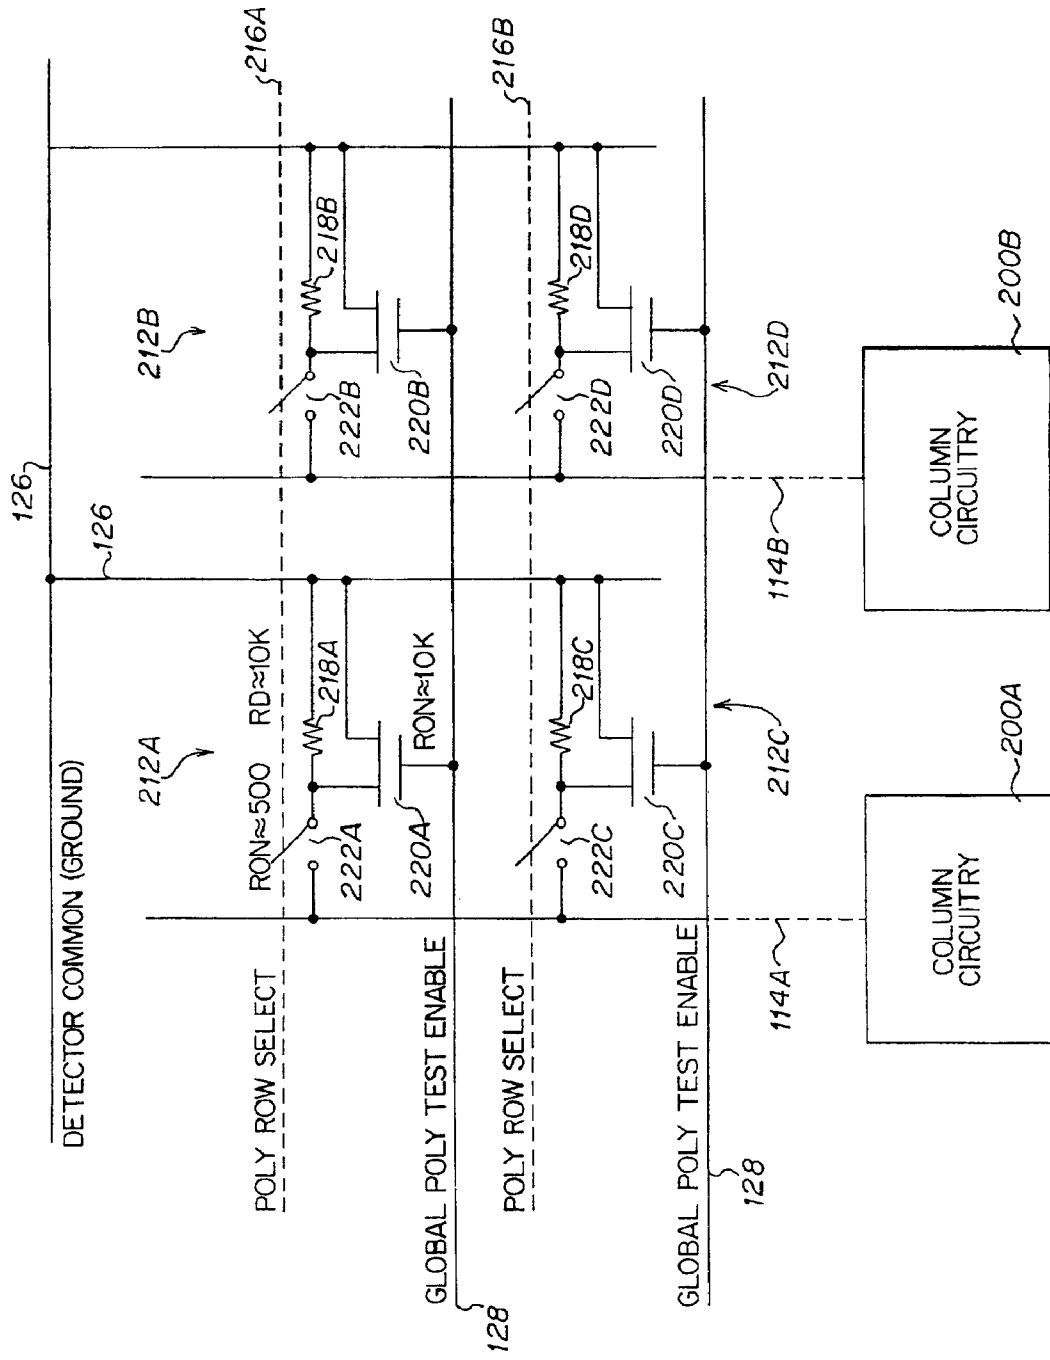 126
DETECTOR COMMON (GROUND)
126
216A
POLY ROW SELECT
212A
212B
RON≈500 RD≈10K
218A
218B
222A
222B
220A
220B
RON≈10K
GLOBAL POLY TEST ENABLE
128
216B
POLY ROW SELECT
218C
218D
222C
222D
220C
220D
GLOBAL POLY TEST ENABLE
128
212C
212D
114A
114B
200A
200B
COLUMN
CIRCUITRY
COLUMN
CIRCUITRY